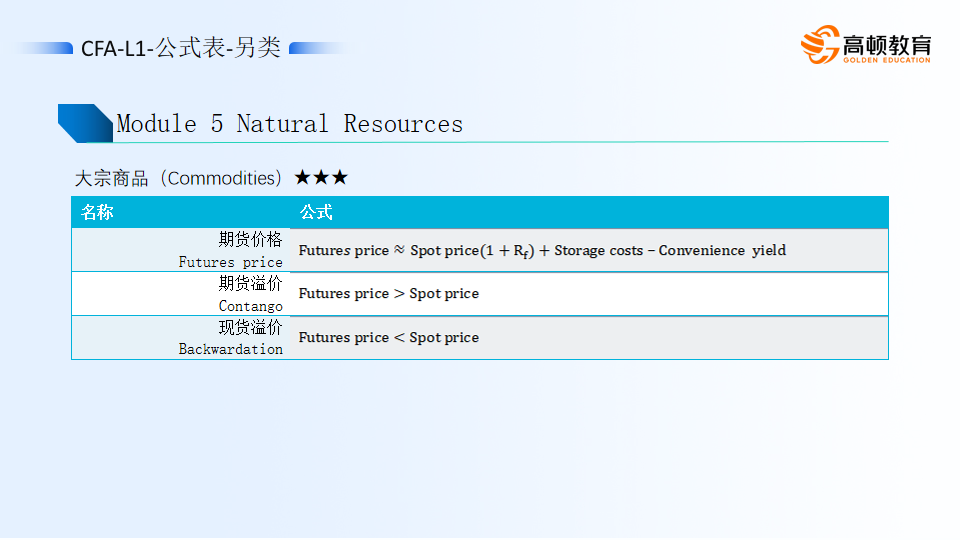 CFA-L1-公式表-另类
高顿教育
GOLDEN EDUCATION
Module 5 Natural Resources
大宗商品（Commodities）★★★
名称 公式
期货价格
Futures price
Futures price ≈ Spot price(1 + Rf) + Storage costs – Convenience yield
期货溢价
Contango
Futures price > Spot price
现货溢价
Backwardation
Futures price < Spot price